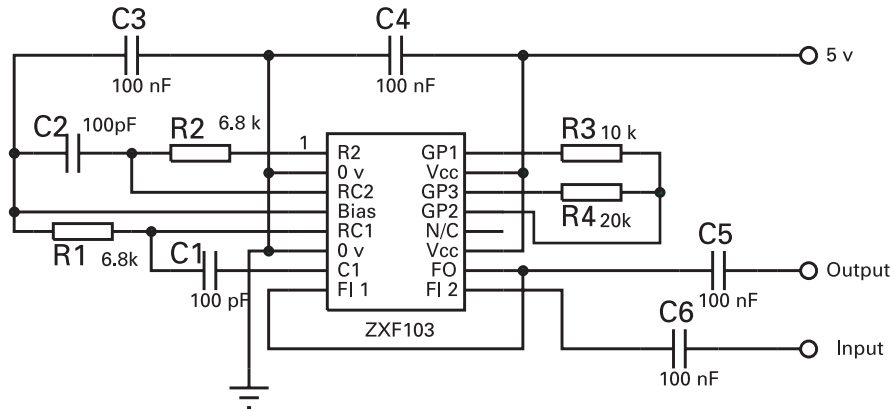 C3
C4
100 nF
100 nF
5 v
C2
100pF
R2
6.8 k
1
R2
GP1
R3
10 k
0 v
Vcc
RC2
GP3
Bias
GP2
R4
20k
RC1
N/C
R1
6.8k
C1
0 v
Vcc
C5
C1
FO
Output
100 pF
FI 1
FI 2
100 nF
C6
ZXF103
Input
100 nF